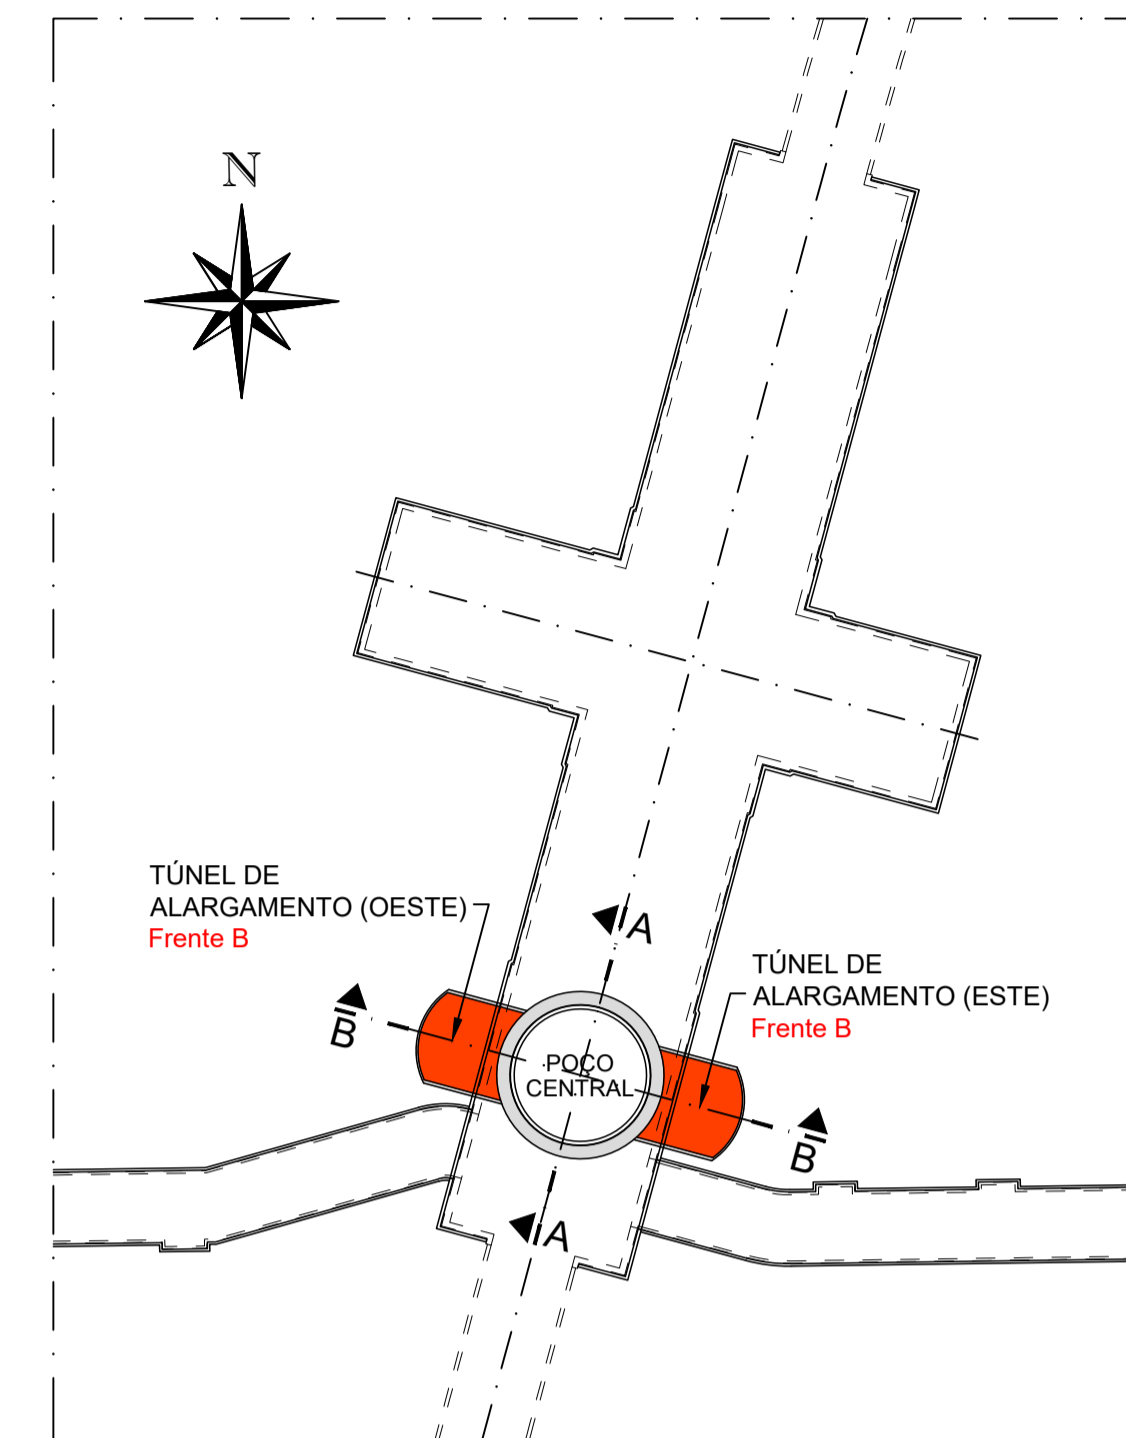 N
TÚNEL DE
ALARGAMENTO (OESTE)
Frente B
A
TÚNEL DE
ALARGAMENTO (ESTE)
Frente B
B
POÇO
CENTRAL
B
A